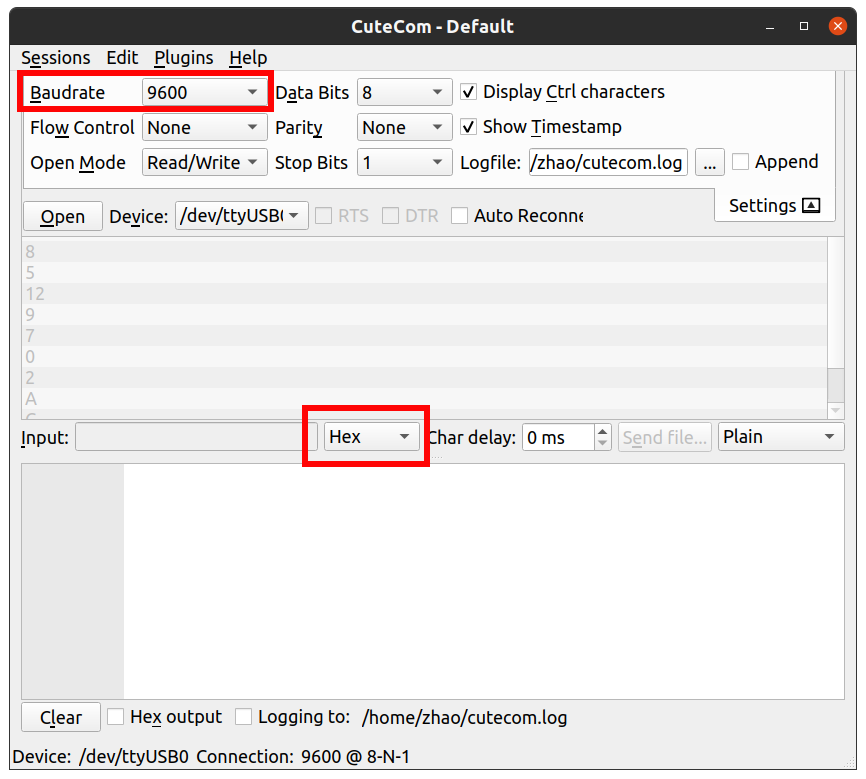 CuteCom - Default
Sessions Edit Plugins Help
Baudrate 9600 Data Bits 8 Display Ctrl characters
Flow Control None Parity None Show Timestamp
Open Mode Read/Write Stop Bits 1 Logfile: /zhao/cutecom.log ... Append
Settings
Open Device: /dev/ttyUSB0 RTS DTR Auto Reconne
8
5
12
9
7
0
2
A
Input: Hex Char delay: 0 ms Send file... Plain
Clear Hex output Logging to: /home/zhao/cutecom.log
Device: /dev/ttyUSB0 Connection: 9600 @ 8-N-1